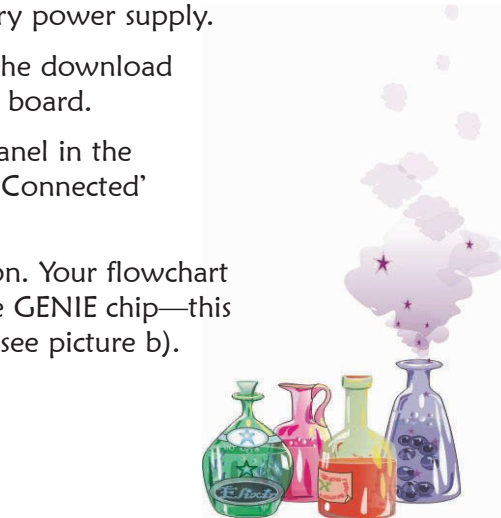 ry power supply.
he download
board.
anel in the
Connected’
on. Your flowchart
e GENIE chip—this
see picture b).